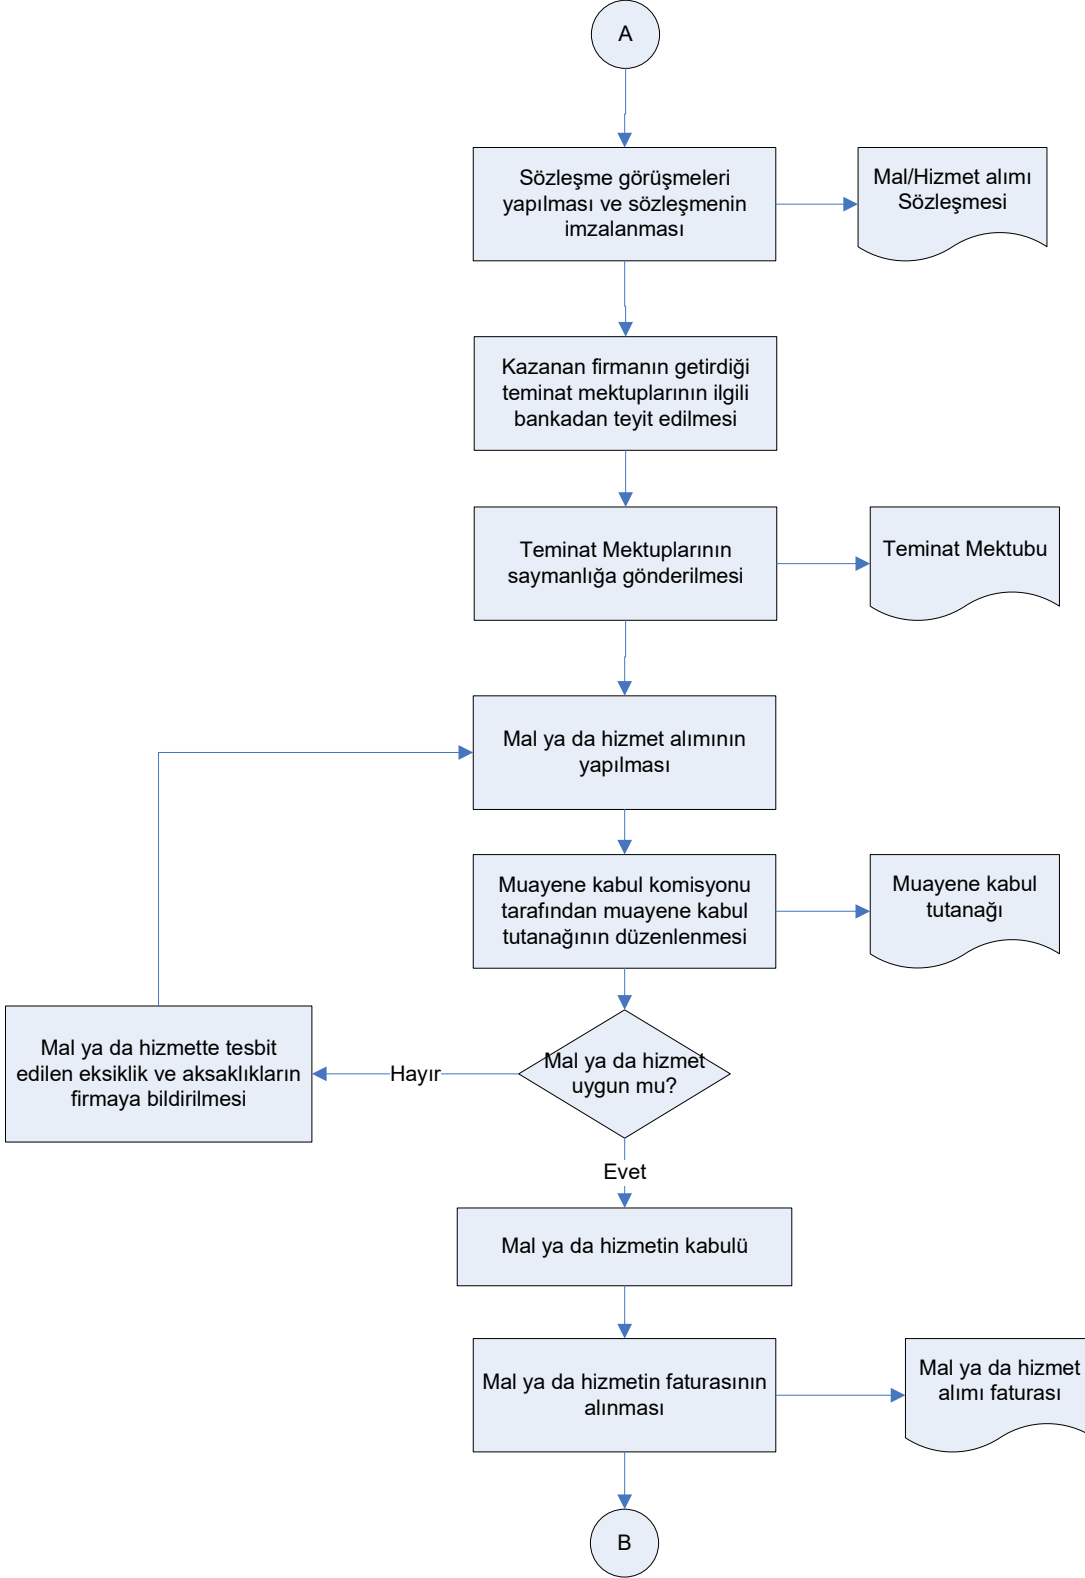 A
Sözleşme görüşmeleri
yapılması ve sözleşmenin
imzalanması
Mal/Hizmet alımı
Sözleşmesi
Kazanan firmanın getirdiği
teminat mektuplarının ilgili
bankadan teyit edilmesi
Teminat Mektuplarının
saymanlığa gönderilmesi
Teminat Mektubu
Mal ya da hizmet alımının
yapılması
Muayene kabul komisyonu
tarafından muayene kabul
tutanağının düzenlenmesi
Muayene kabul
tutanağı
Mal ya da hizmet
uygun mu?
Hayır
Mal ya da hizmette tesbit
edilen eksiklik ve aksaklıkların
firmaya bildirilmesi
Evet
Mal ya da hizmetin kabulü
Mal ya da hizmetin faturasının
alınması
Mal ya da hizmet
alımı faturası
B